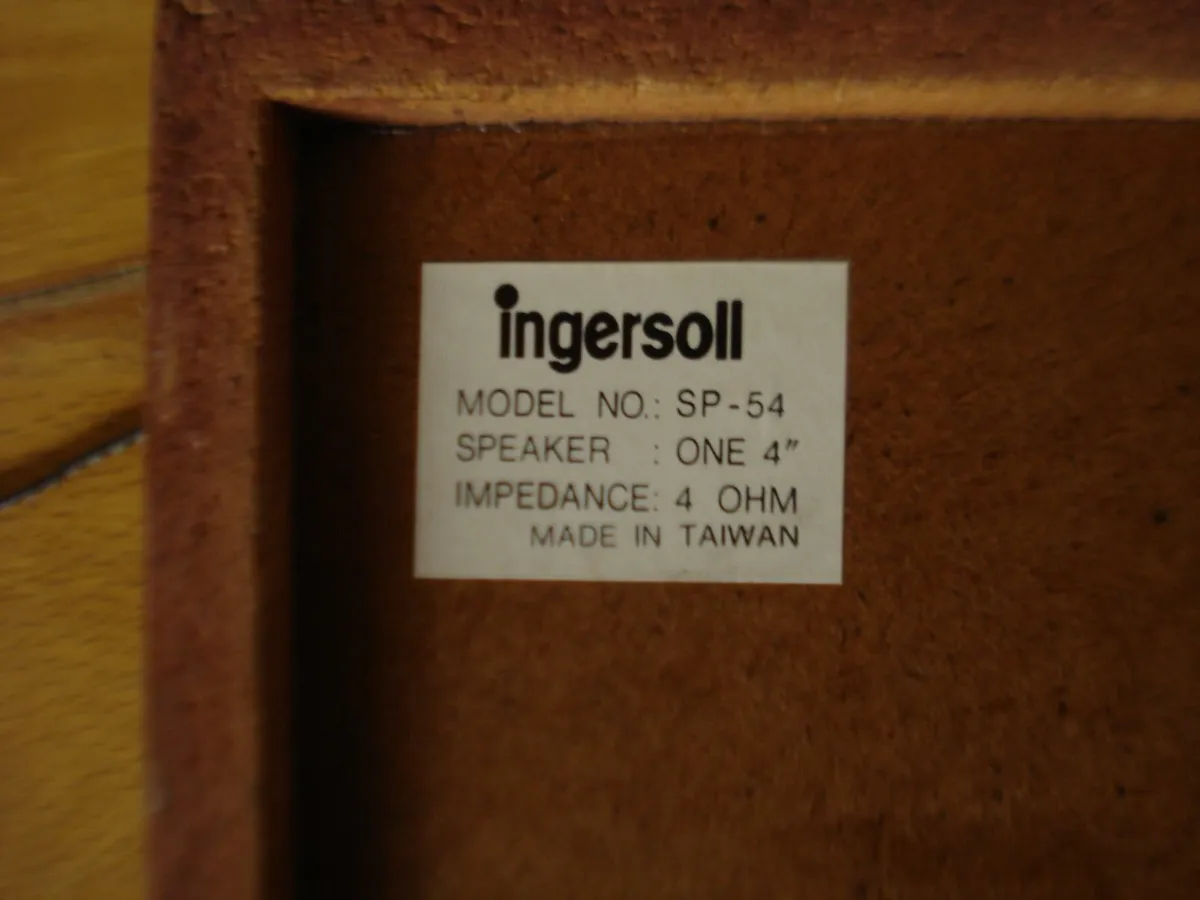 ingersoll
MODEL NO.: SP-54
SPEAKER : ONE 4"
IMPEDANCE: 4 OHM
MADE IN TAIWAN